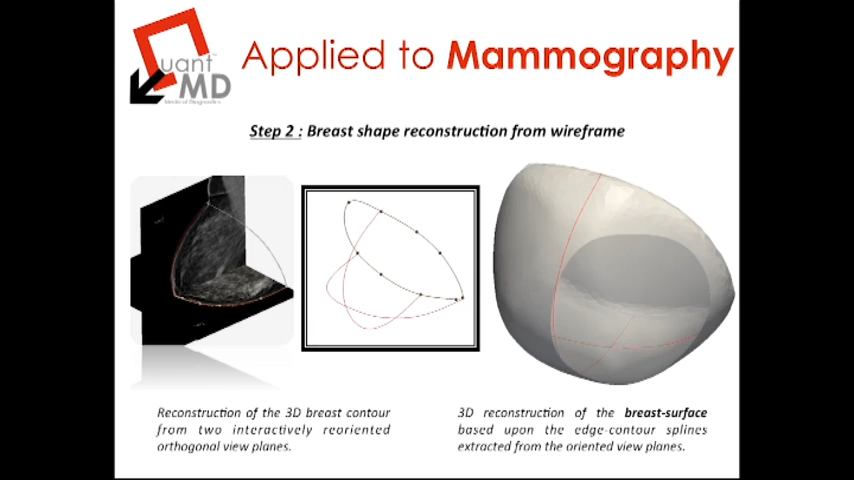 Quant MD
Medical Diagnostics
Applied to Mammography
Step 2 : Breast shape reconstruction from wireframe
Reconstruction of the 3D breast contour
from two interactively reoriented
orthogonal view planes.
3D reconstruction of the breast-surface
based upon the edge-contour splines
extracted from the oriented view planes.